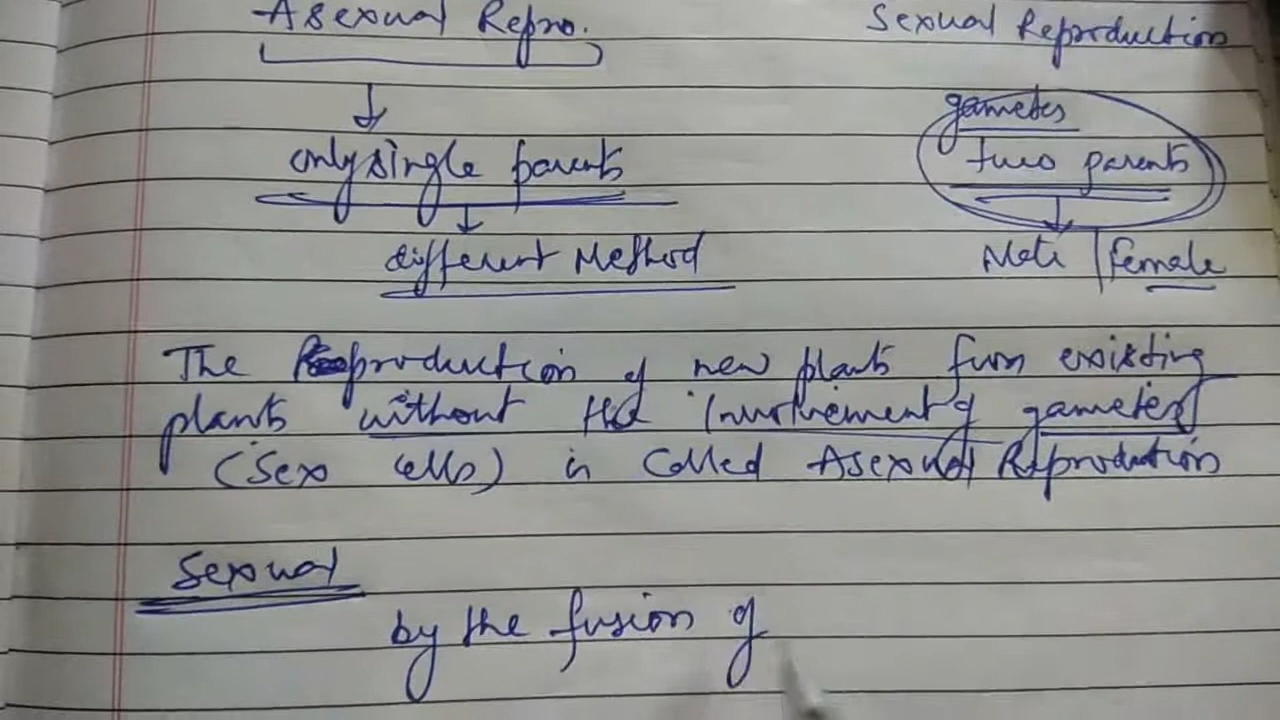 Asexual Repro.
Sexual Reproduction
only single parents
different Method
gametes
two parents
Male | female
The Reproduction of new plants from existing
plants without the Involvement of gametes
(Sex cells) is called Asexual Reproduction
Sexual
by the fusion of